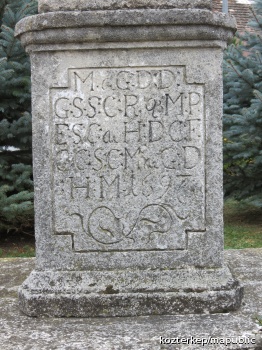 M. &. G. D. D.
G. S. S. C. R. q. M. P
E S. C. & H. D. C E
H. M. 1697
kozterkep/mapublic